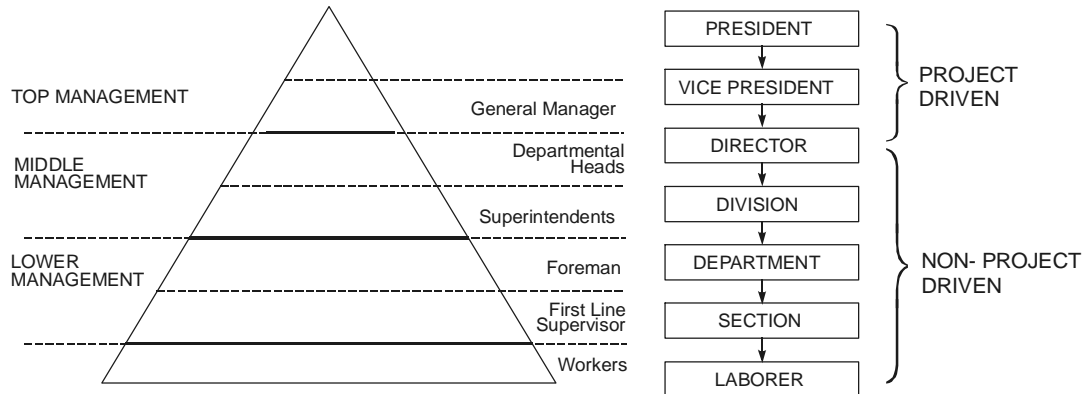 TOP MANAGEMENT
MIDDLE
MANAGEMENT
LOWER
MANAGEMENT
General Manager
Departmental
Heads
Superintendents
Foreman
First Line
Supervisor
Workers
PRESIDENT
VICE PRESIDENT
DIRECTOR
DIVISION
DEPARTMENT
SECTION
LABORER
PROJECT
DRIVEN
NON- PROJECT
DRIVEN